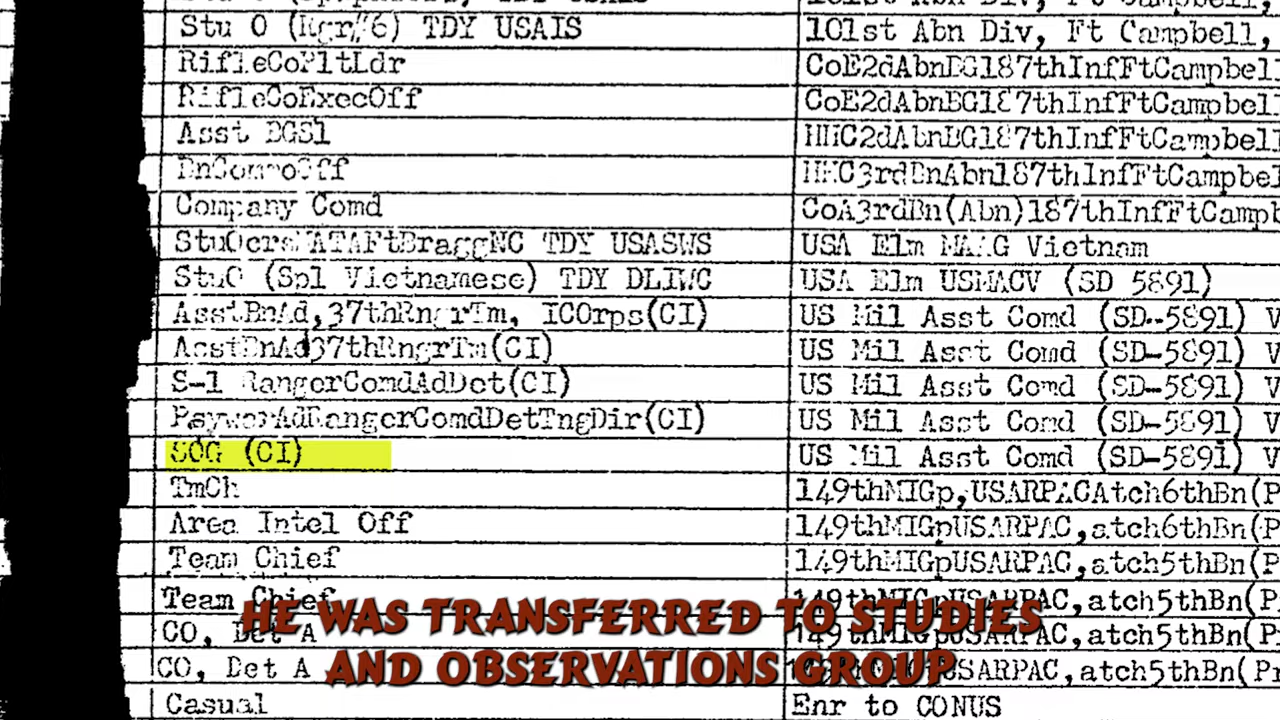 Stu O (Rgr#6) TDY USAIS 101st Abn Div, Ft Campbell,
RifleCoPltLdr CoE2dAbnBG187thInfFtCampbell
RifleCoExecOff CoE2dAbnBG187thInfFtCampbell
Asst BGS1 HHC2dAbnBG187thInfFtCampbell
BnCommoOff HHC3rdBnAbn187thInfFtCampbel
Company Comd CoA3rdBn(Abn)187thInfFtCampb
USA Elm MAAG Vietnam
StuO (Spl Vietnamese) TDY DLIWC USA Elm USMACV (SD 5891)
AsstBnAd,37thRngrTm, ICOrps(CI) US Mil Asst Comd (SD-5891) V
AsstBnAd37thRngrTm(CI) US Mil Asst Comd (SD-5891) V
S-1 RangerComdAdDet(CI) US Mil Asst Comd (SD-5891) V
PsywarAdRangerComdDetTngDir(CI) US Mil Asst Comd (SD-5891) V
SOG (CI) US Mil Asst Comd (SD-5891) V
TmCh 149thMIGp,USARPACAtch6thBn(P
Area Intel Off 149thMIGpUSARPAC,atch6thBn(P
Team Chief 149thMIGpUSARPAC,atch5thBn(P
Team Chief 149thMIGpUSARPAC,atch5thBn(P
HE WAS TRANSFERRED TO STUDIES
CO, Det A 149thMIGpUSARPAC,atch5thBn(P
AND OBSERVATIONS GROUP
CO, Det A 149thMIGpUSARPAC,atch5thBn(Pr
Casual Enr to CONUS